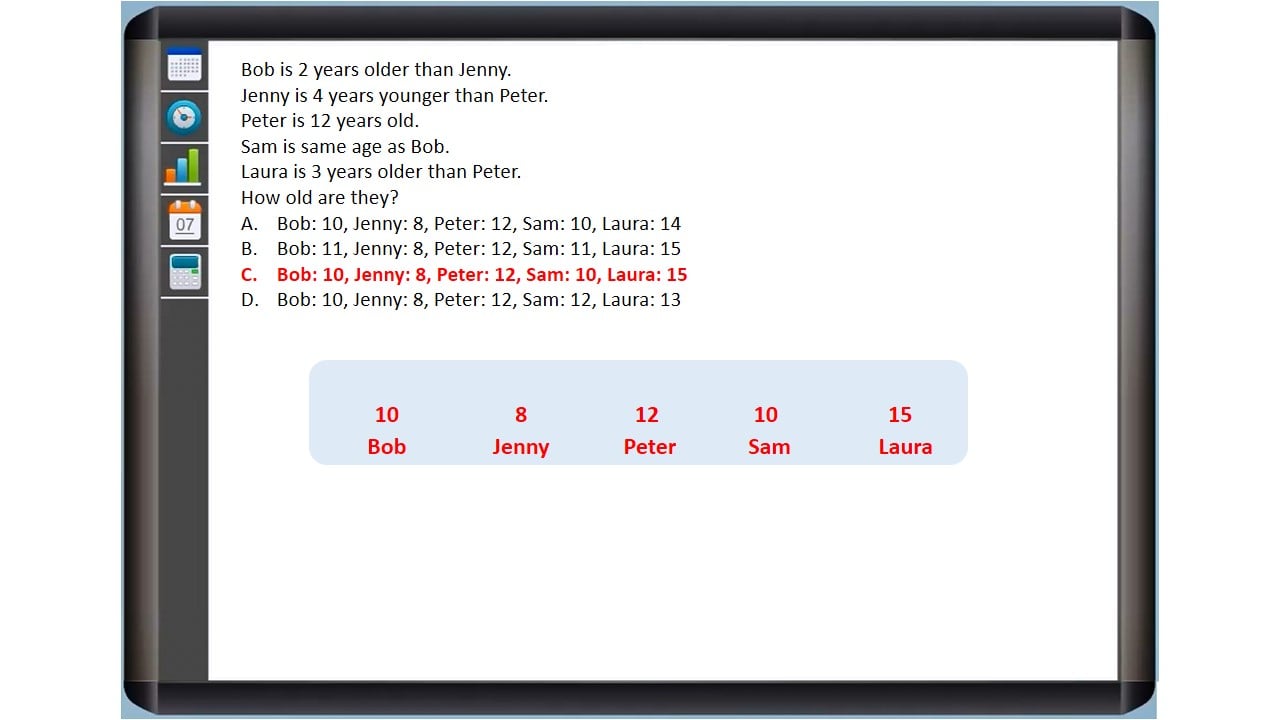 Bob is 2 years older than Jenny.
Jenny is 4 years younger than Peter.
Peter is 12 years old.
Sam is same age as Bob.
Laura is 3 years older than Peter.
How old are they?
A. Bob: 10, Jenny: 8, Peter: 12, Sam: 10, Laura: 14
B. Bob: 11, Jenny: 8, Peter: 12, Sam: 11, Laura: 15
C. Bob: 10, Jenny: 8, Peter: 12, Sam: 10, Laura: 15
D. Bob: 10, Jenny: 8, Peter: 12, Sam: 12, Laura: 13
07
10 8 12 10 15
Bob Jenny Peter Sam Laura